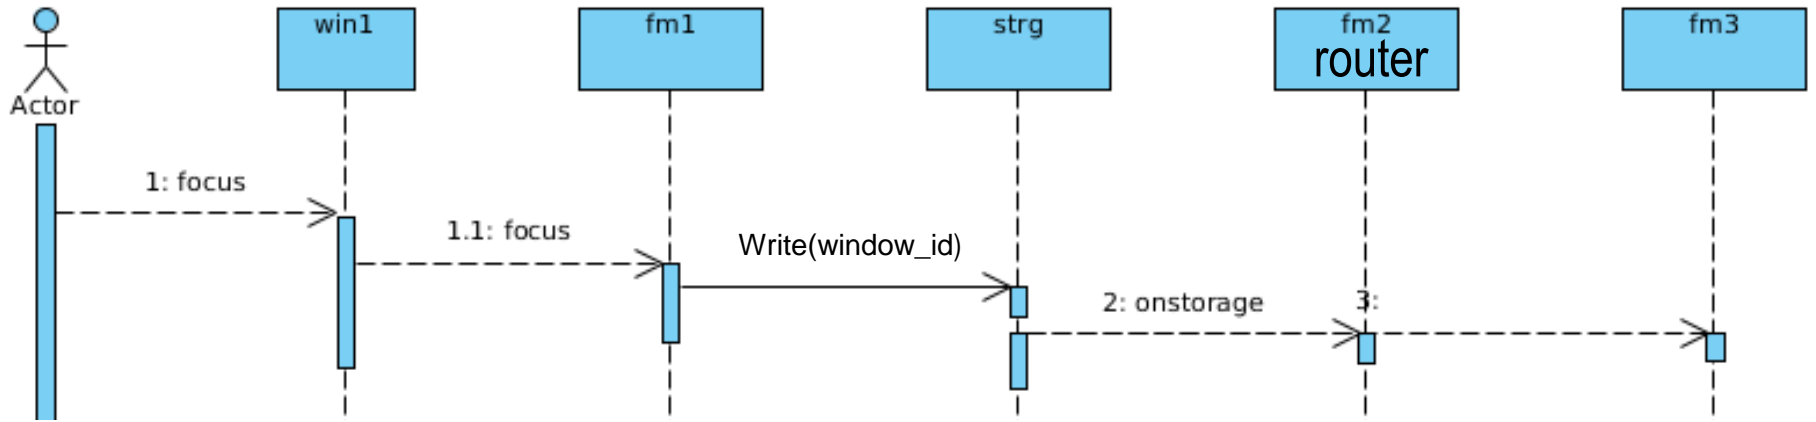 win1
fm1
strg
fm2
router
fm3
Actor
1: focus
1.1: focus
Write(window_id)
2: onstorage
3: